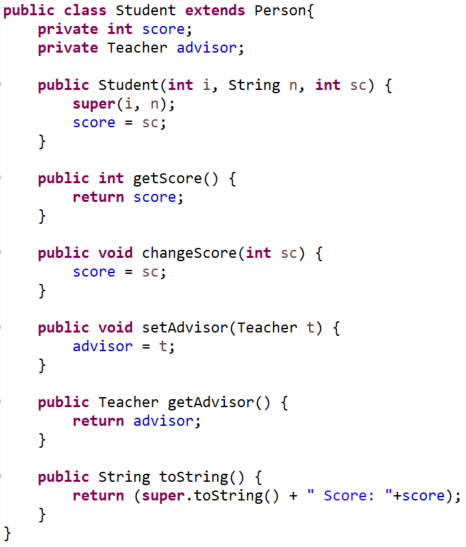 public class Student extends Person{
    private int score;
    private Teacher advisor;

    public Student(int i, String n, int sc) {
        super(i, n);
        score = sc;
    }

    public int getScore() {
        return score;
    }

    public void changeScore(int sc) {
        score = sc;
    }

    public void setAdvisor(Teacher t) {
        advisor = t;
    }

    public Teacher getAdvisor() {
        return advisor;
    }

    public String toString() {
        return (super.toString() + " Score: "+score);
    }
}